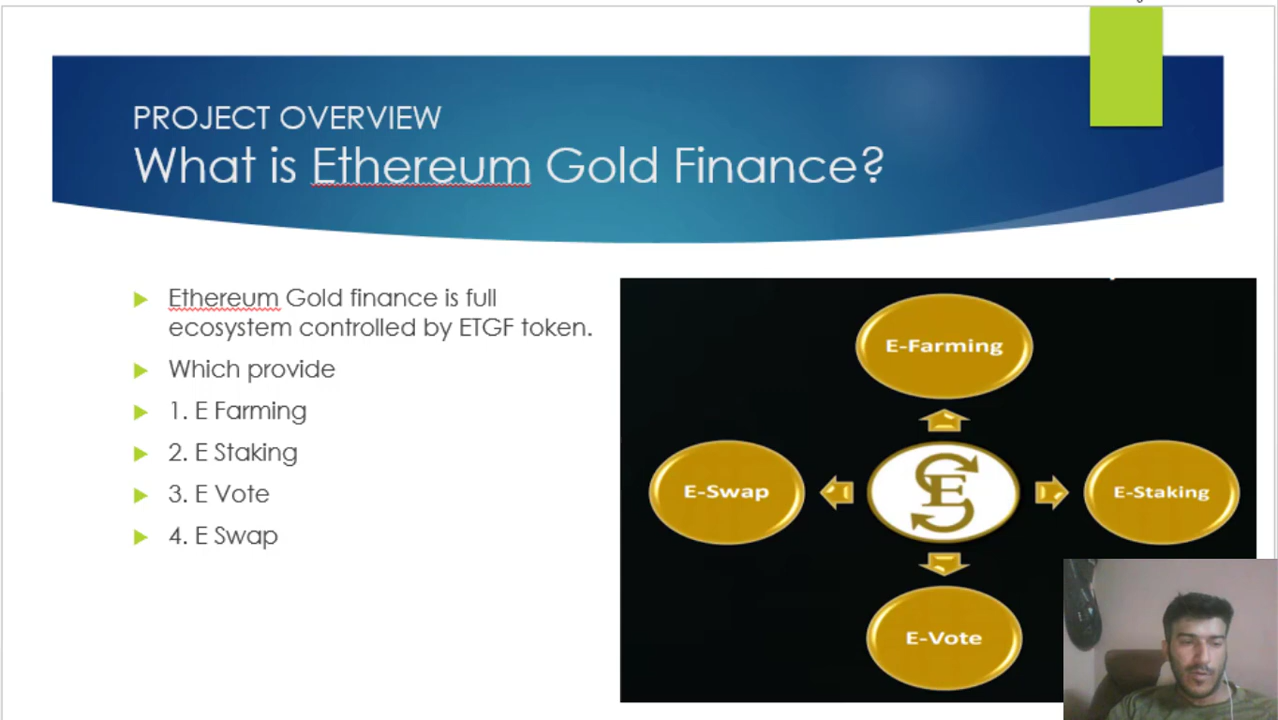 PROJECT OVERVIEW
What is Ethereum Gold Finance?
Ethereum Gold finance is full
ecosystem controlled by ETGF token.
Which provide
1. E Farming
2. E Staking
3. E Vote
4. E Swap
E-Farming
E-Swap
E
E-Staking
E-Vote